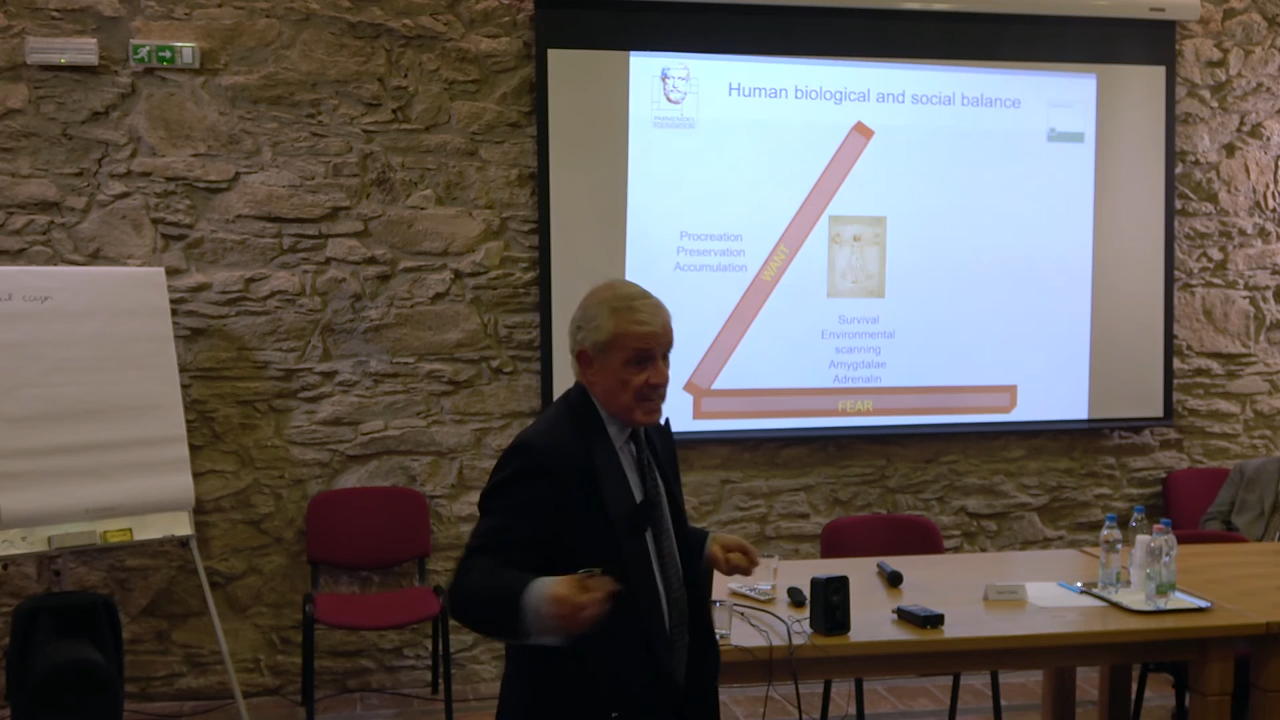 Human biological and social balance
PARMENIDES
FOUNDATION
Procreation
Preservation
Accumulation
WANT
Survival
Environmental
scanning
Amygdalae
Adrenalin
FEAR